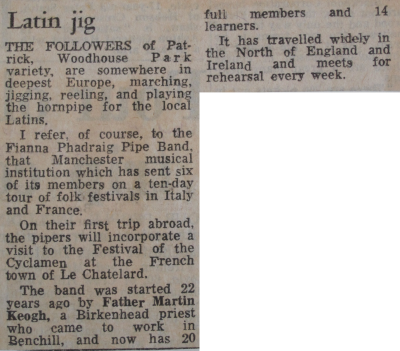 Latin jig
THE FOLLOWERS of Pat-
rick, Woodhouse Park
variety, are somewhere in
deepest Europe, marching,
jigging, reeling, and playing
the hornpipe for the local
Latins.
I refer, of course, to the
Fianna Phadraig Pipe Band,
that Manchester musical
institution which has sent six
of its members on a ten-day
tour of folk festivals in Italy
and France.
On their first trip abroad,
the pipers will incorporate a
visit to the Festival of the
Cyclamen at the French
town of Le Chatelard.
The band was started 22
years ago by Father Martin
Keogh, a Birkenhead priest
who came to work in
Benchill, and now has 20
full members and 14
learners.
It has travelled widely in
the North of England and
Ireland and meets for
rehearsal every week.